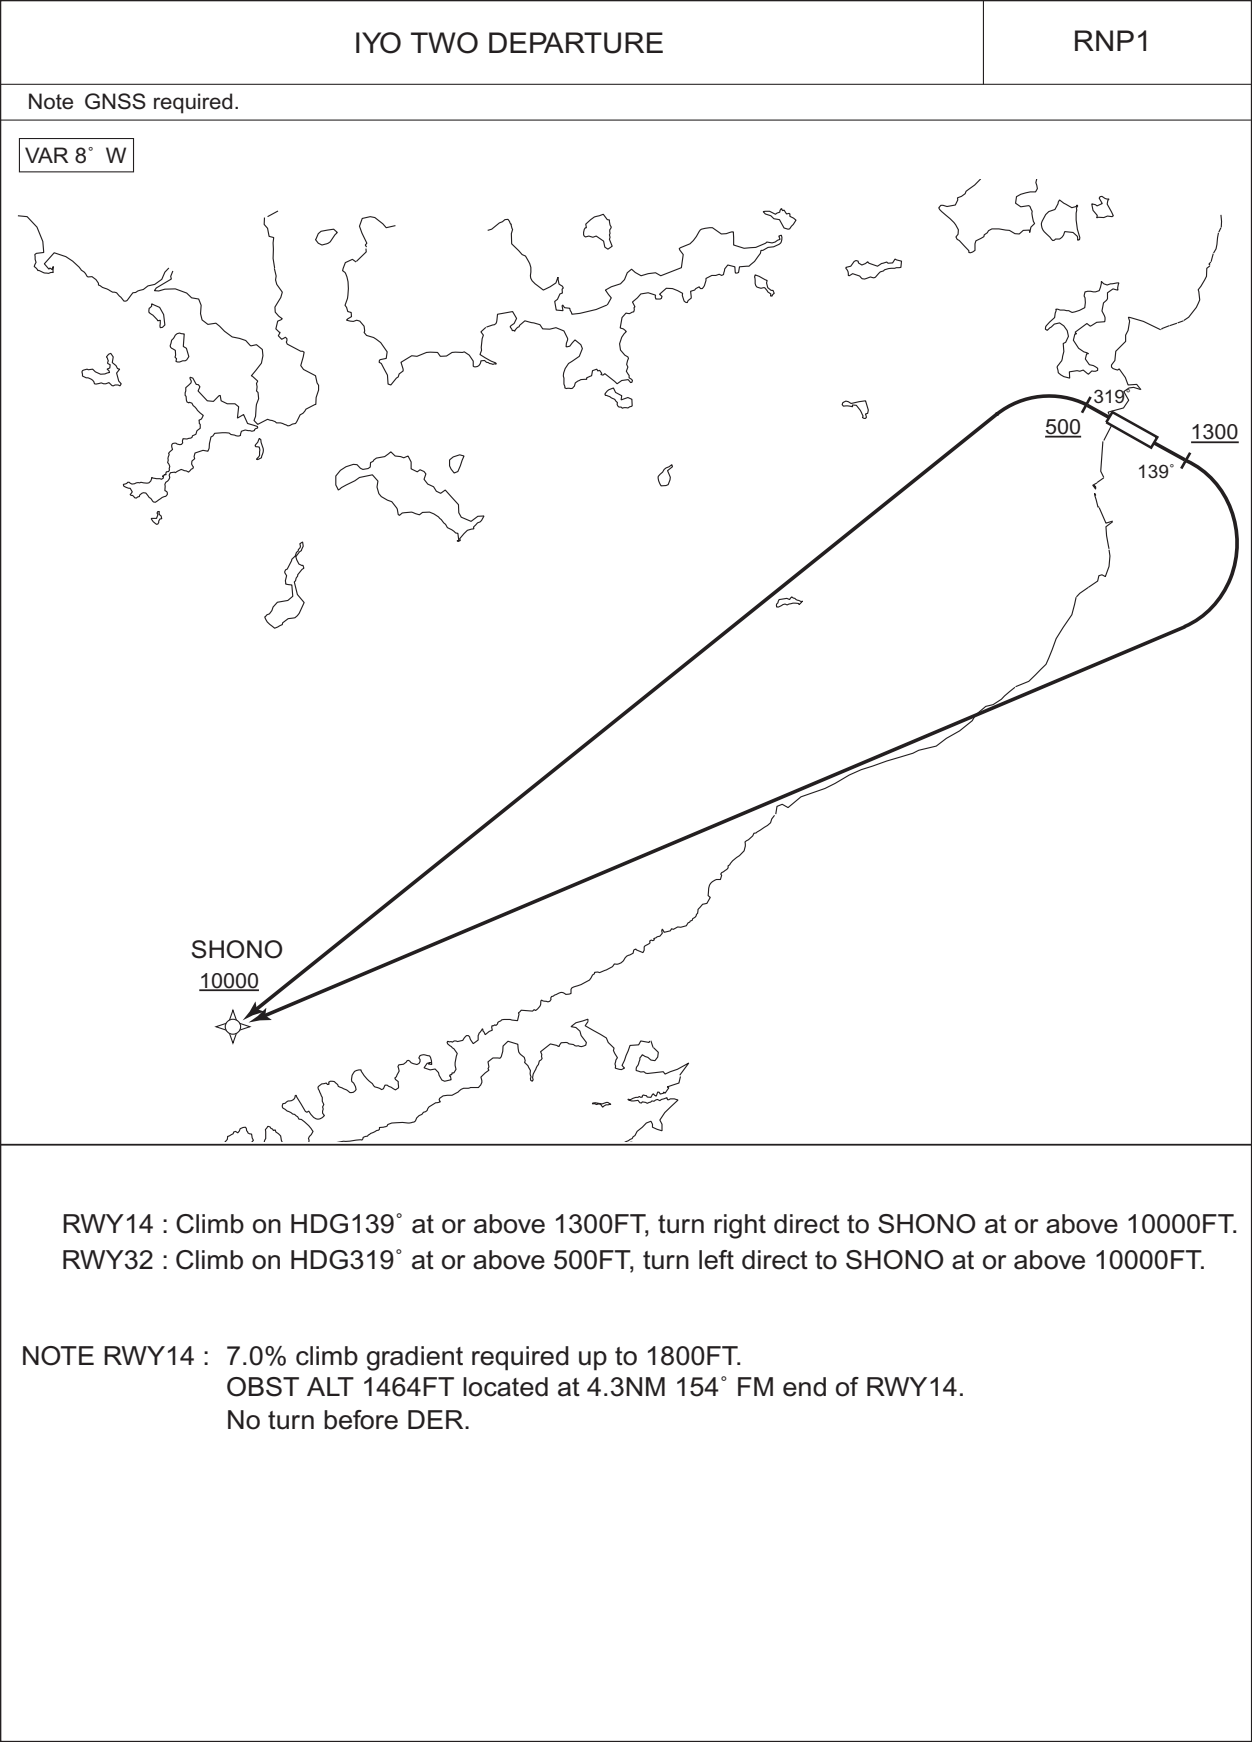 IYO TWO DEPARTURE
RNP1
Note GNSS required.
VAR 8° W
319°
500
1300
139°
SHONO
10000
RWY14 : Climb on HDG139° at or above 1300FT, turn right direct to SHONO at or above 10000FT.
RWY32 : Climb on HDG319° at or above 500FT, turn left direct to SHONO at or above 10000FT.
NOTE RWY14 : 7.0% climb gradient required up to 1800FT.
OBST ALT 1464FT located at 4.3NM 154° FM end of RWY14.
No turn before DER.